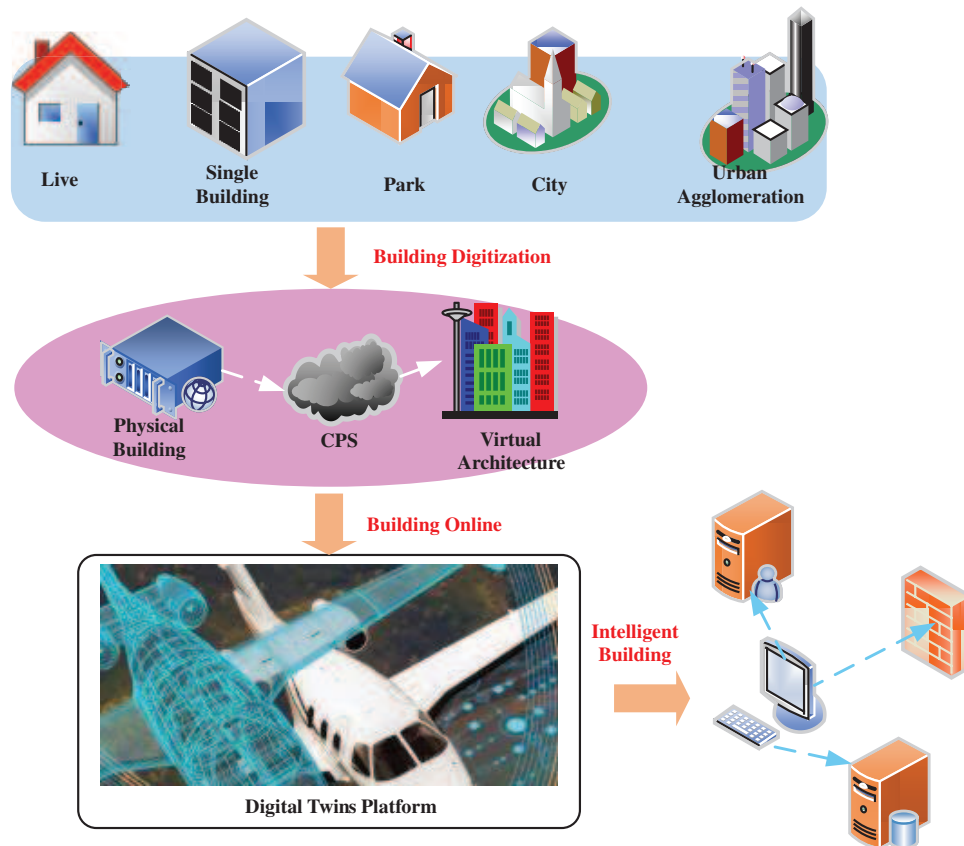 Live
Single
Building
Park
City
Urban
Agglomeration
Building Digitization
Physical
Building
CPS
Virtual
Architecture
Building Online
Intelligent
Building
Digital Twins Platform